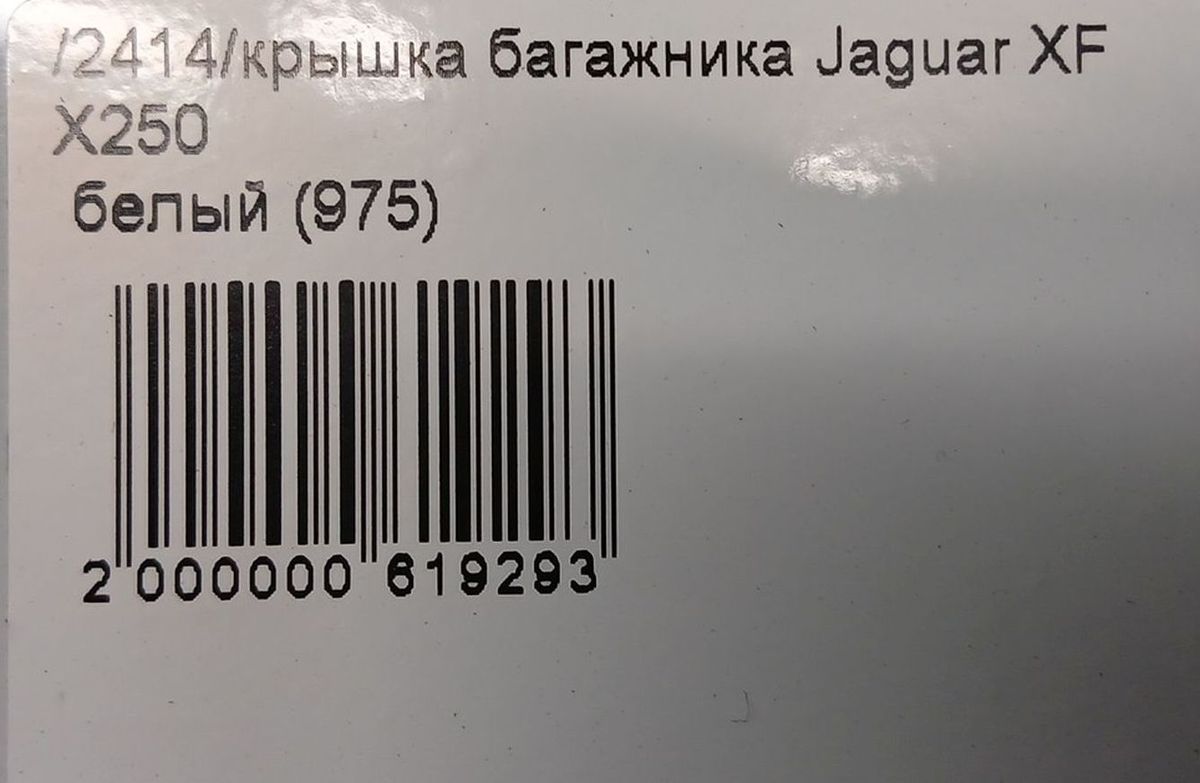 /2414/крышка багажника Jaguar XF
X250
белый (975)
2 000000 619293